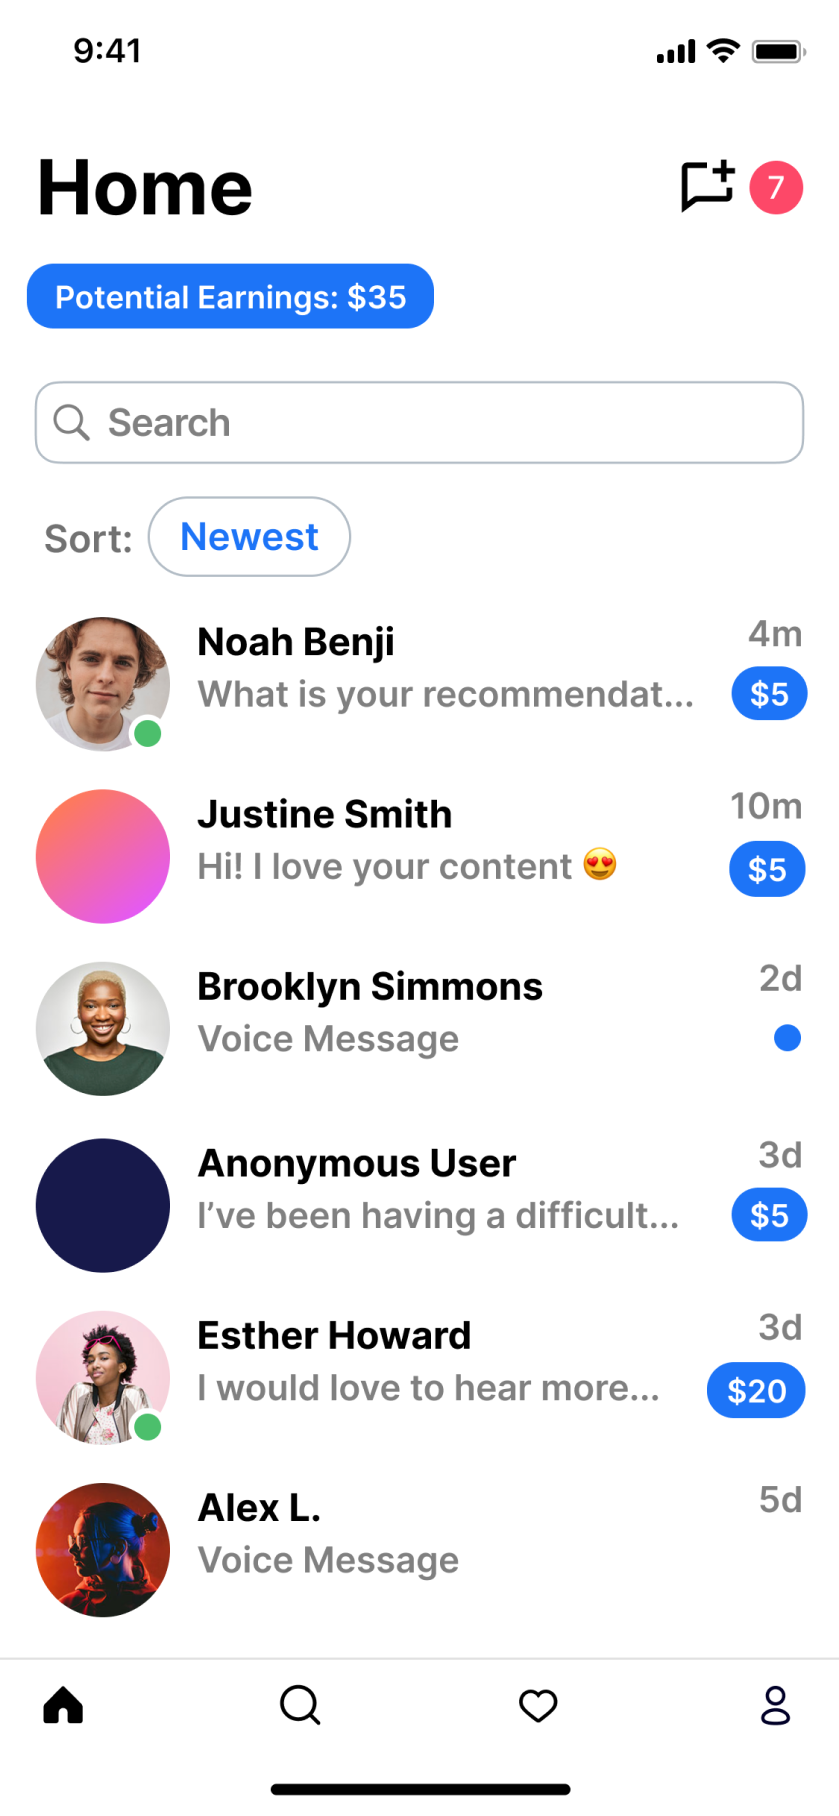 9:41
Home
7
Potential Earnings: $35
Search
Sort: Newest
Noah Benji 4m
What is your recommendat... $5
Justine Smith 10m
Hi! I love your content 😍 $5
Brooklyn Simmons 2d
Voice Message
Anonymous User 3d
I’ve been having a difficult... $5
Esther Howard 3d
I would love to hear more... $20
Alex L. 5d
Voice Message